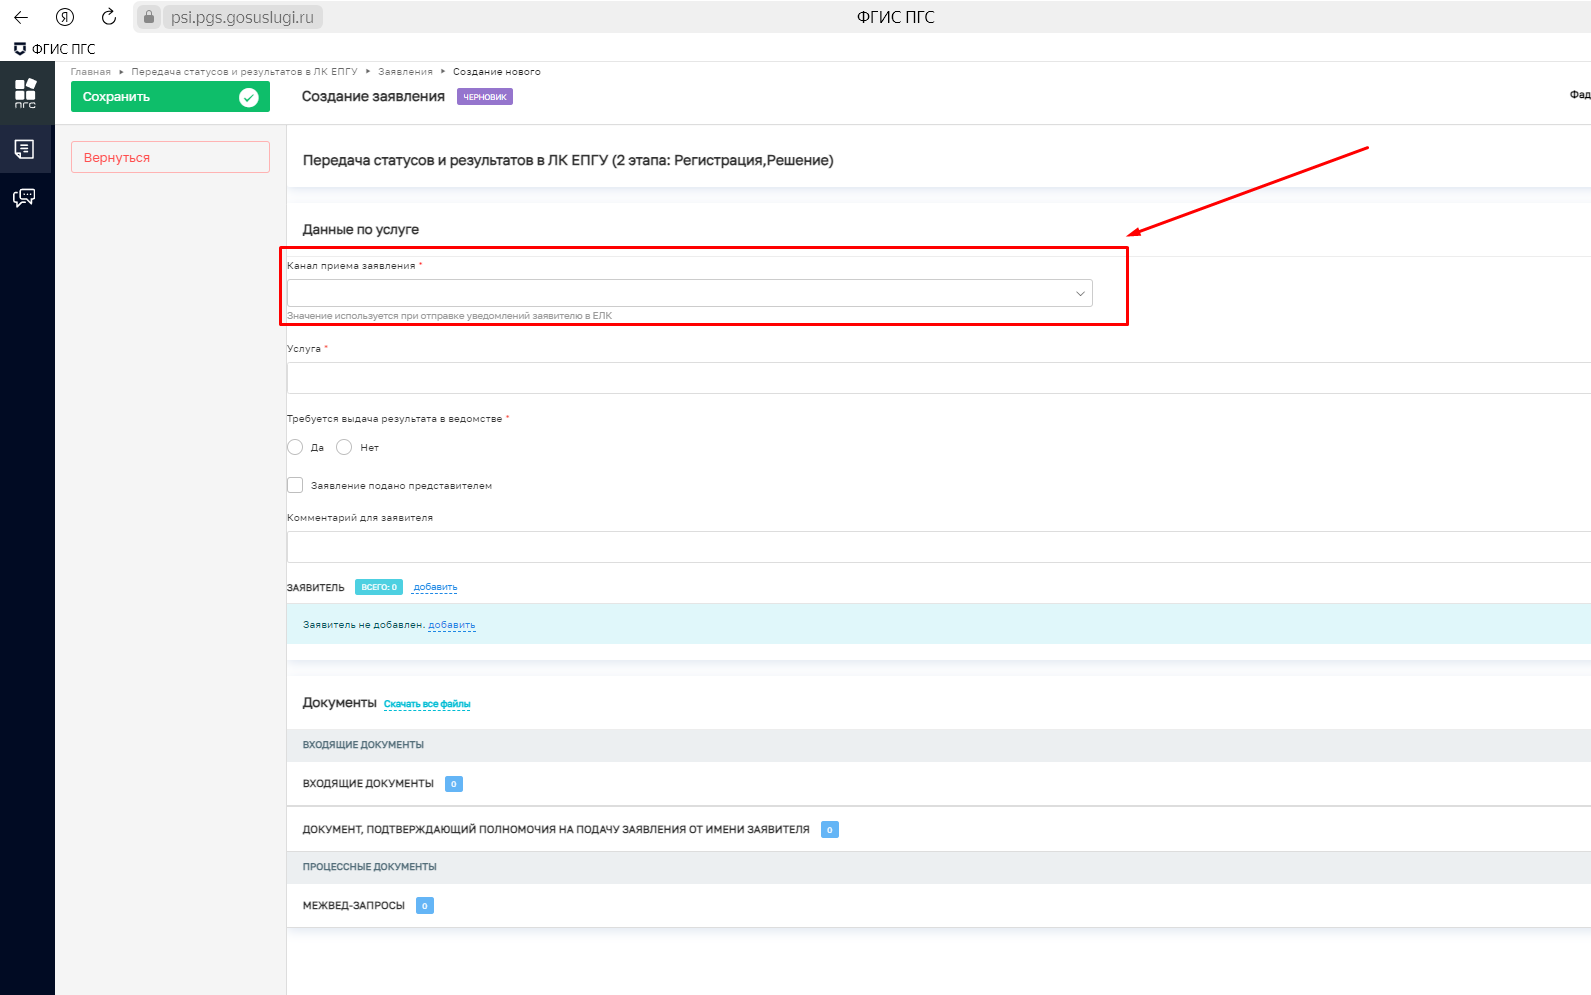 psi.pgs.gosuslugi.ru
ФГИС ПГС
ФГИС ПГС
Главная ▸ Передача статусов и результатов в ЛК ЕПГУ ▸ Заявления ▸ Создание нового
ПГС
Сохранить
Создание заявления ЧЕРНОВИК
Фад
Вернуться
Передача статусов и результатов в ЛК ЕПГУ (2 этапа: Регистрация,Решение)
Данные по услуге
Канал приема заявления *
Значение используется при отправке уведомлений заявителю в ЕЛК
Услуга *
Требуется выдача результата в ведомстве *
Да Нет
Заявление подано представителем
Комментарий для заявителя
ЗАЯВИТЕЛЬ ВСЕГО: 0 добавить
Заявитель не добавлен. добавить
Документы Скачать все файлы
ВХОДЯЩИЕ ДОКУМЕНТЫ
ВХОДЯЩИЕ ДОКУМЕНТЫ 0
ДОКУМЕНТ, ПОДТВЕРЖДАЮЩИЙ ПОЛНОМОЧИЯ НА ПОДАЧУ ЗАЯВЛЕНИЯ ОТ ИМЕНИ ЗАЯВИТЕЛЯ 0
ПРОЦЕССНЫЕ ДОКУМЕНТЫ
МЕЖВЕД-ЗАПРОСЫ 0